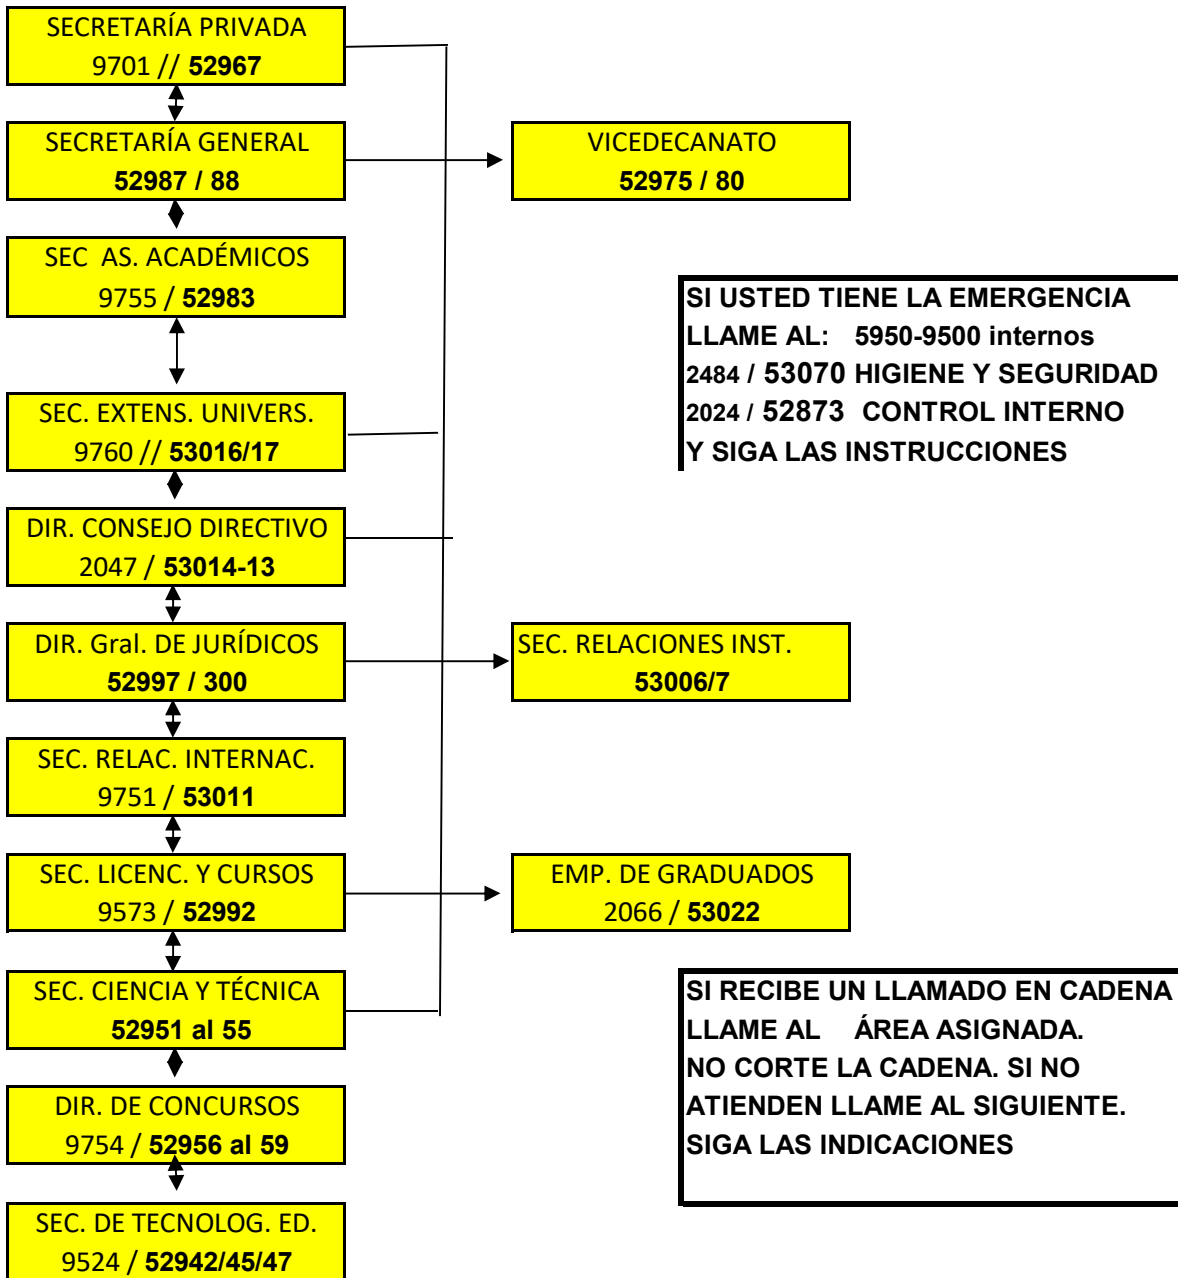 SECRETARÍA PRIVADA
9701 // 52967
SECRETARÍA GENERAL
52987 / 88
VICEDECANATO
52975 / 80
SEC AS. ACADÉMICOS
9755 / 52983
SI USTED TIENE LA EMERGENCIA
LLAME AL: 5950-9500 internos
2484 / 53070 HIGIENE Y SEGURIDAD
2024 / 52873 CONTROL INTERNO
Y SIGA LAS INSTRUCCIONES
SEC. EXTENS. UNIVERS.
9760 // 53016/17
DIR. CONSEJO DIRECTIVO
2047 / 53014-13
DIR. Gral. DE JURÍDICOS
52997 / 300
SEC. RELACIONES INST.
53006/7
SEC. RELAC. INTERNAC.
9751 / 53011
SEC. LICENC. Y CURSOS
9573 / 52992
EMP. DE GRADUADOS
2066 / 53022
SEC. CIENCIA Y TÉCNICA
52951 al 55
SI RECIBE UN LLAMADO EN CADENA
LLAME AL ÁREA ASIGNADA.
NO CORTE LA CADENA. SI NO
ATIENDEN LLAME AL SIGUIENTE.
SIGA LAS INDICACIONES
DIR. DE CONCURSOS
9754 / 52956 al 59
SEC. DE TECNOLOG. ED.
9524 / 52942/45/47